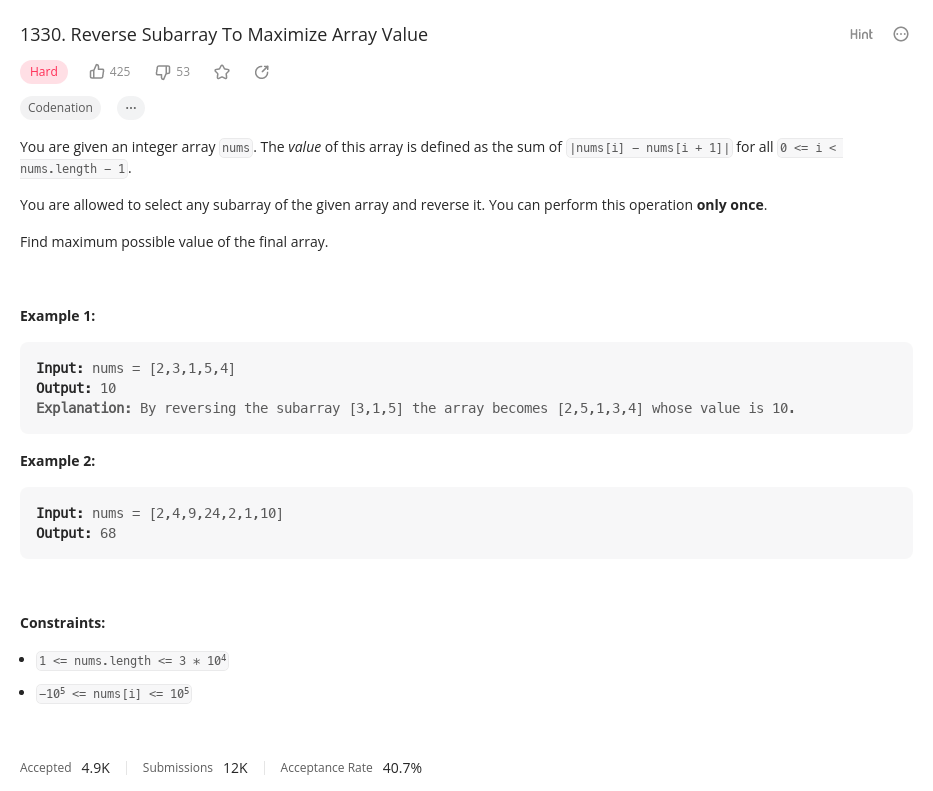 1330. Reverse Subarray To Maximize Array Value
Hint
Hard 425 53
Codenation ...
You are given an integer array nums. The value of this array is defined as the sum of |nums[i] − nums[i + 1]| for all 0 <= i <
nums.length − 1.
You are allowed to select any subarray of the given array and reverse it. You can perform this operation only once.
Find maximum possible value of the final array.
Example 1:
Input: nums = [2,3,1,5,4]
Output: 10
Explanation: By reversing the subarray [3,1,5] the array becomes [2,5,1,3,4] whose value is 10.
Example 2:
Input: nums = [2,4,9,24,2,1,10]
Output: 68
Constraints:
• 1 <= nums.length <= 3 * 10⁴
• −10⁵ <= nums[i] <= 10⁵
Accepted 4.9K Submissions 12K Acceptance Rate 40.7%